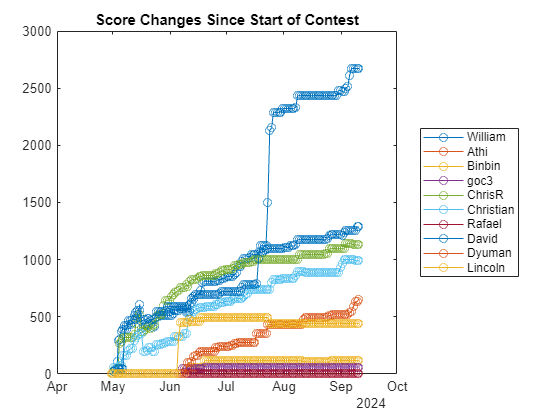 Score Changes Since Start of Contest
3000
2500
2000
1500
1000
500
0
Apr May Jun Jul Aug Sep Oct
2024
William
Athi
Binbin
goc3
ChrisR
Christian
Rafael
David
Dyuman
Lincoln